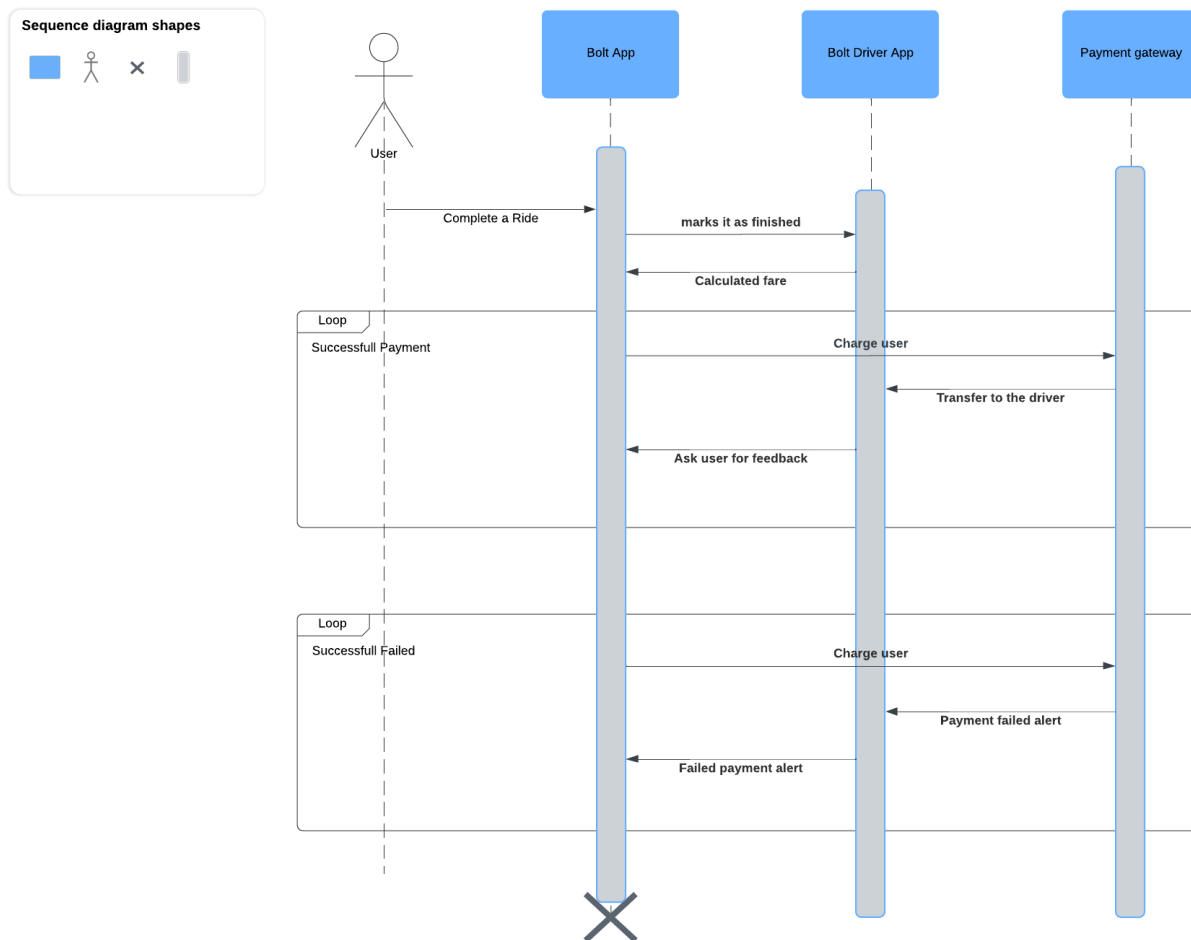 Sequence diagram shapes
Bolt App
Bolt Driver App
Payment gateway
User
Complete a Ride
marks it as finished
Calculated fare
Loop
Successfull Payment
Charge user
Transfer to the driver
Ask user for feedback
Loop
Successfull Failed
Charge user
Payment failed alert
Failed payment alert